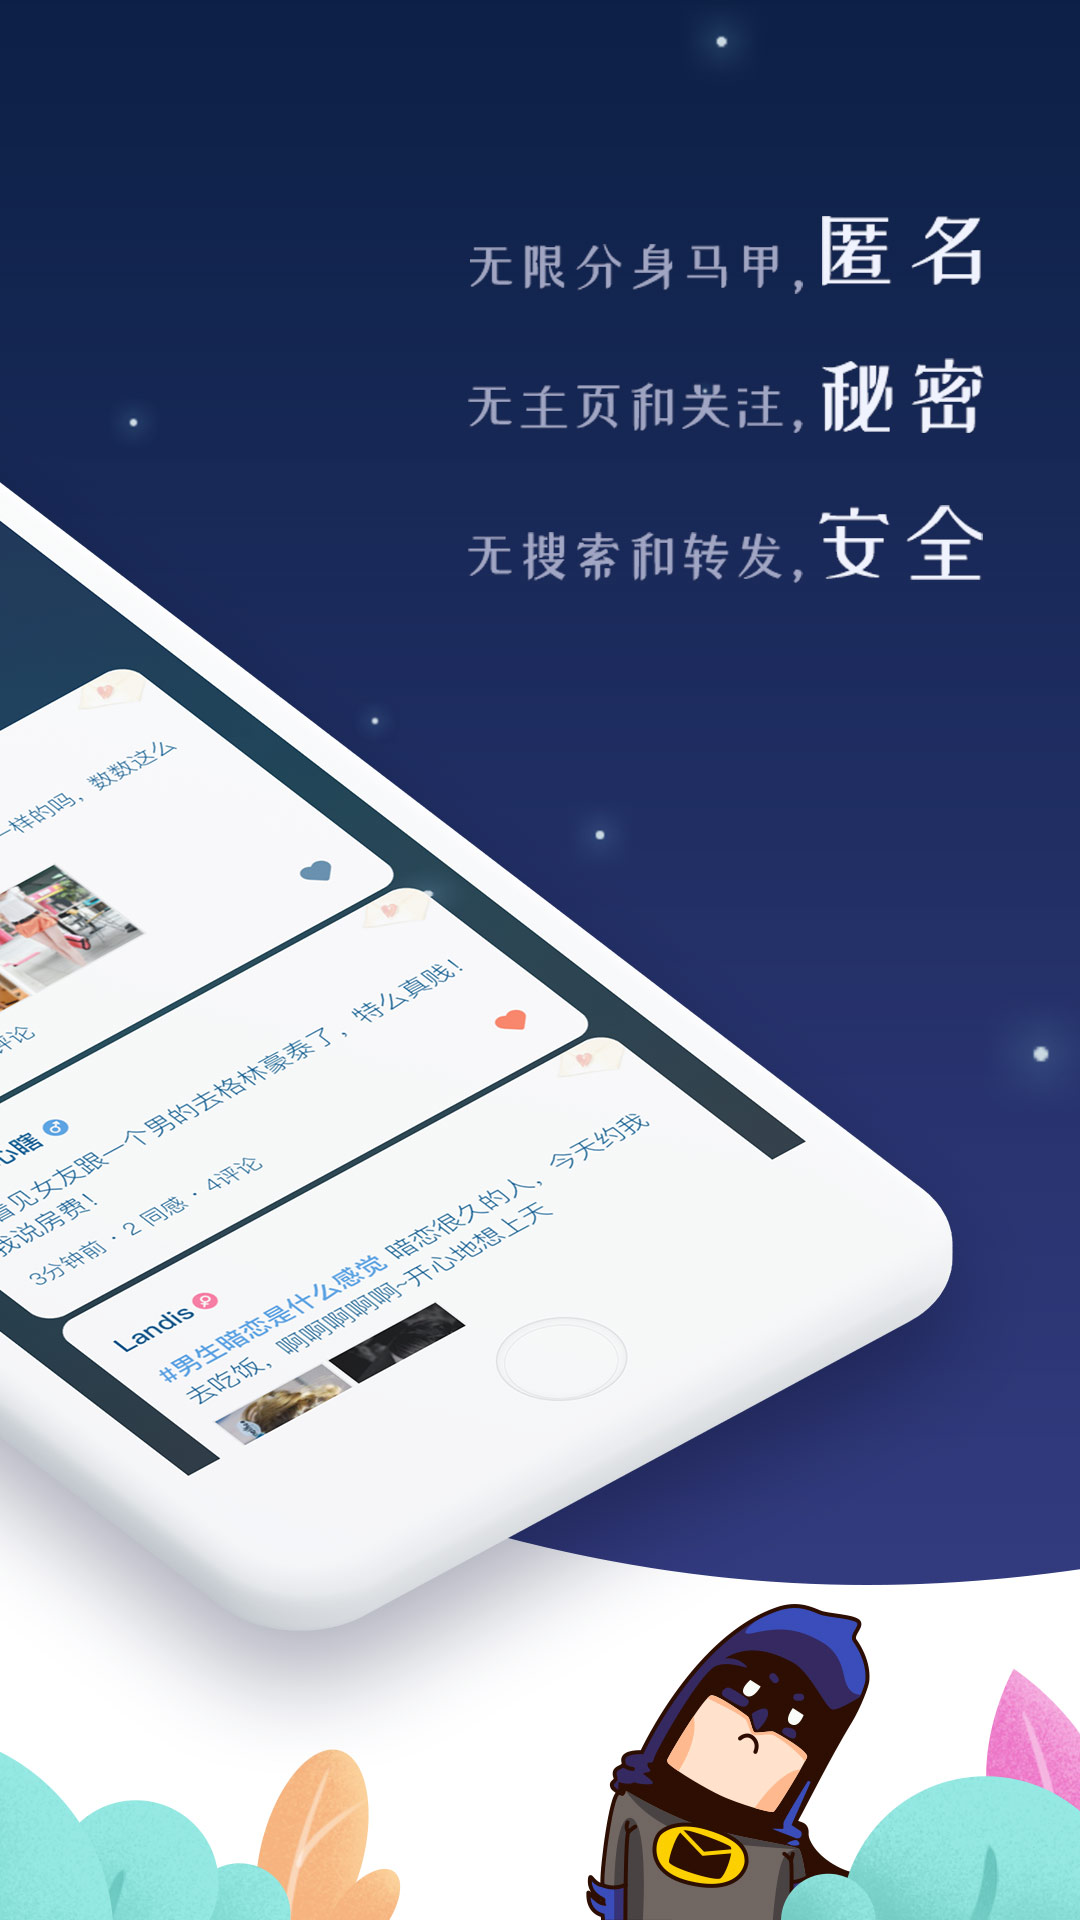 无限分身马甲,匿名
无主页和关注,秘密
无搜索和转发,安全
一样的吗，数数这么
评论
心瞎
看见女友跟一个男的去格林豪泰了，特么真贱！
我说房费！
3分钟前 · 2 同感 · 4评论
Landis
#男生暗恋是什么感觉 暗恋很久的人，今天约我
去吃饭，啊啊啊啊啊~开心地想上天